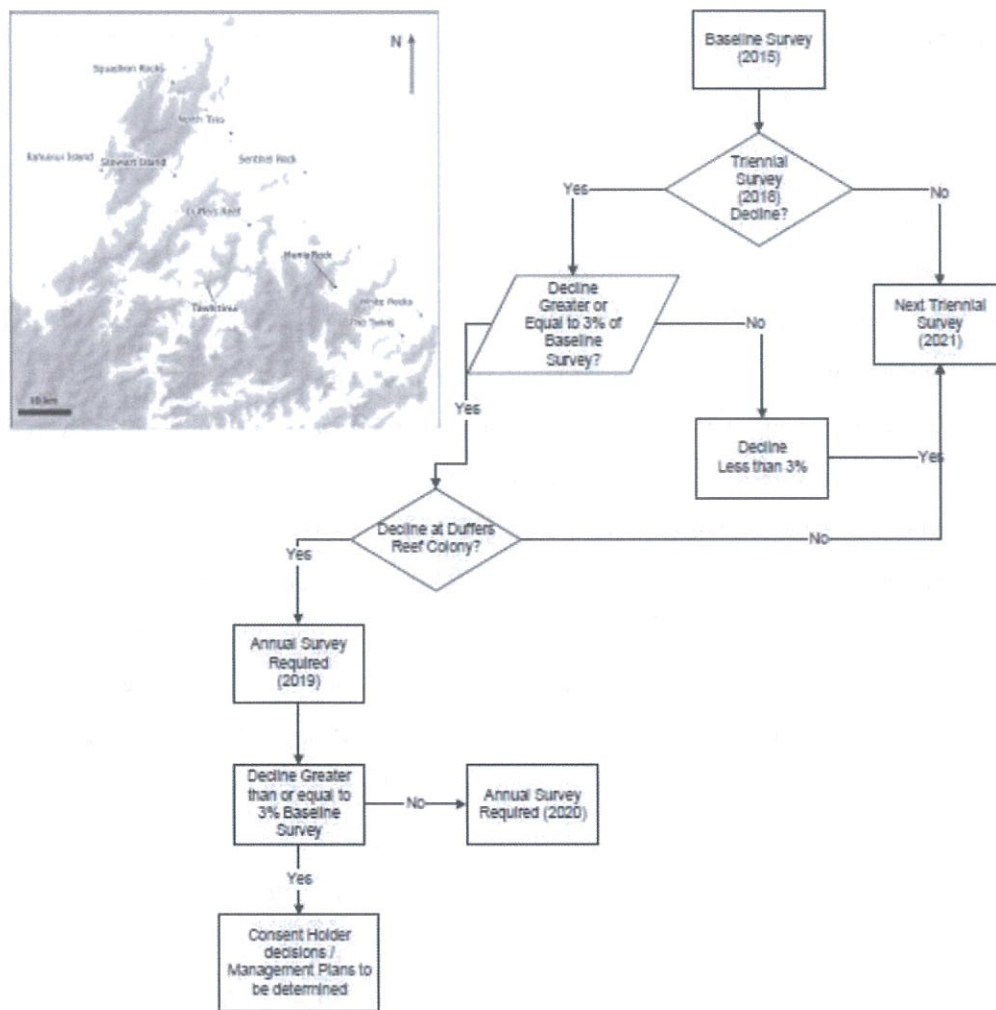 N
Squadron Rocks
North Trio
Rahuinui Island
Stewart Island
Sentinel Rock
Duffers Reef
Hunia Rock
Tawhitinui
White Rocks
The Twins
10 km
Baseline Survey
(2015)
Triennial
Survey
(2018)
Decline?
Yes
No
Decline
Greater or
Equal to 3% of
Baseline
Survey?
Next Triennial
Survey
(2021)
No
Yes
Decline
Less than 3%
Yes
Decline at Duffers
Reef Colony?
Yes
No
Annual Survey
Required
(2019)
Decline Greater
than or equal to
3% Baseline
Survey
No
Annual Survey
Required (2020)
Yes
Consent Holder
decisions /
Management Plans to
be determined